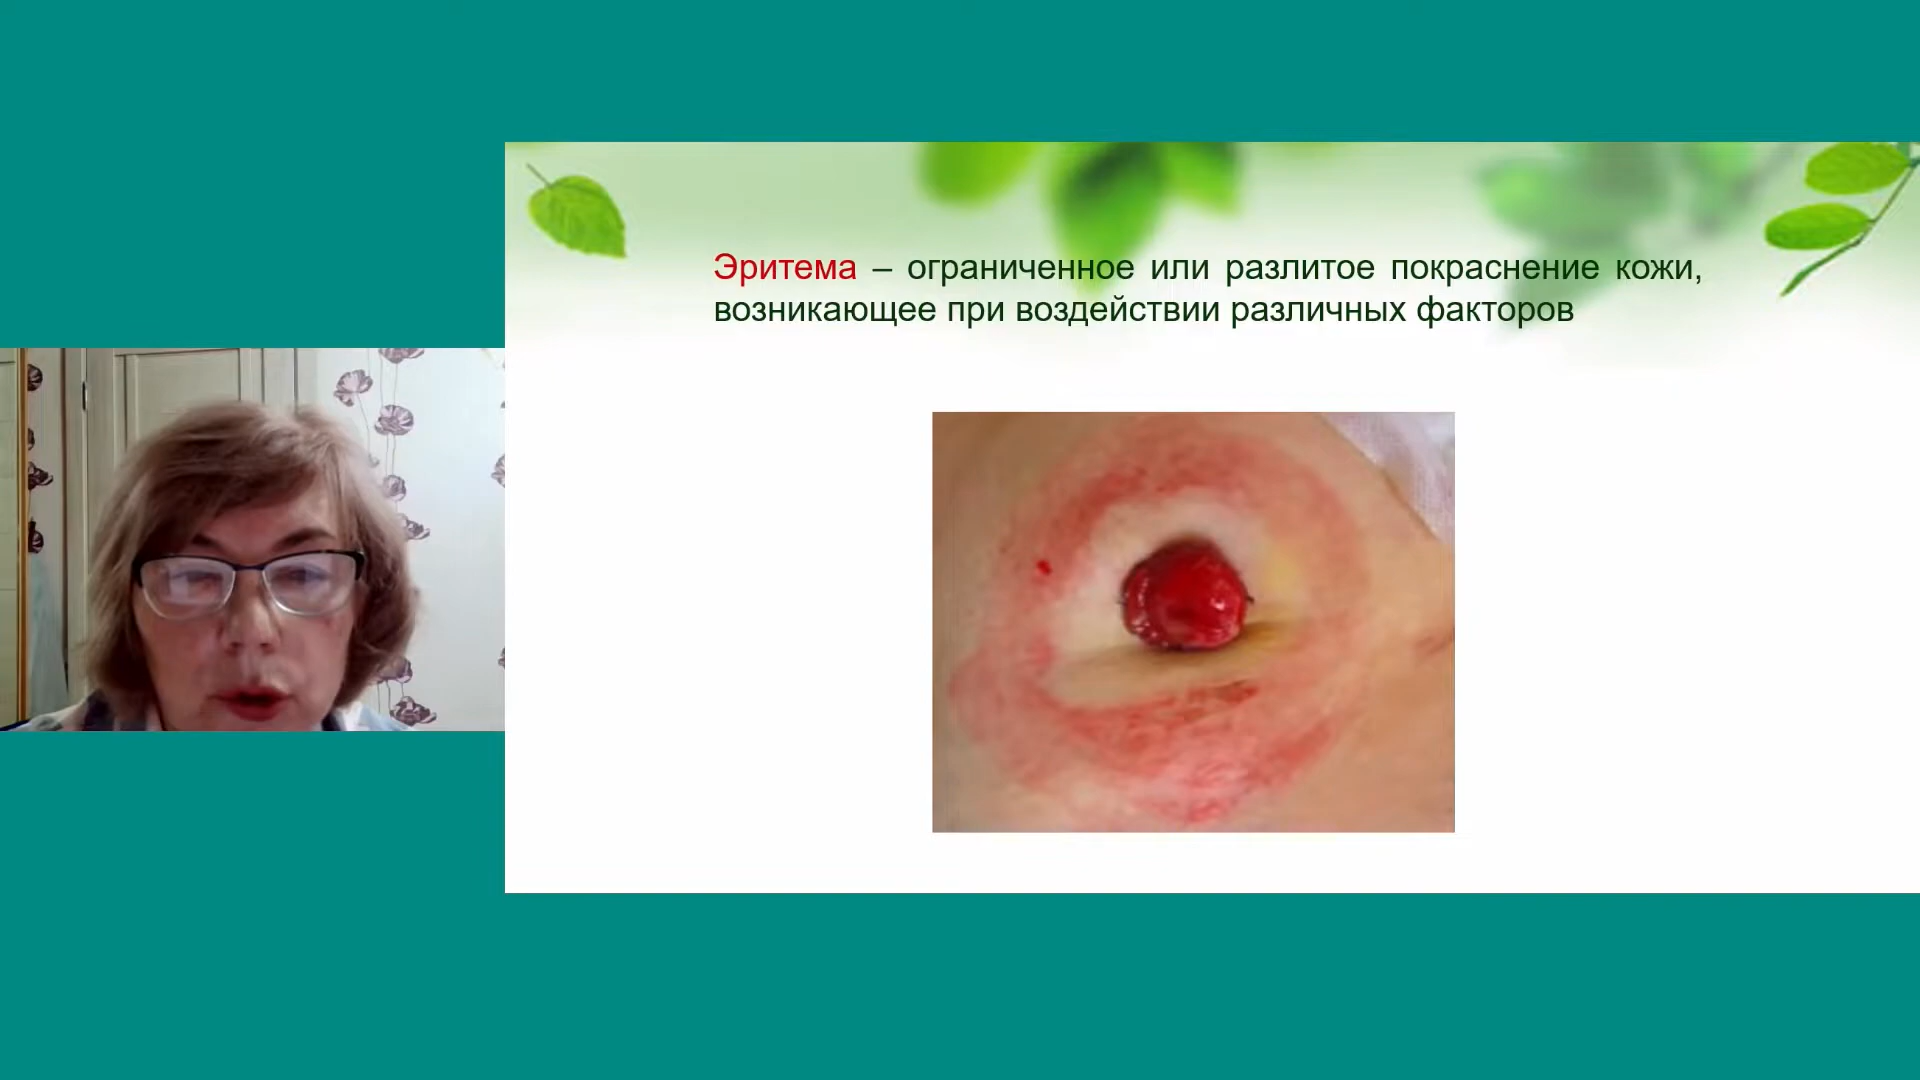 Эритема – ограниченное или разлитое покраснение кожи,
возникающее при воздействии различных факторов